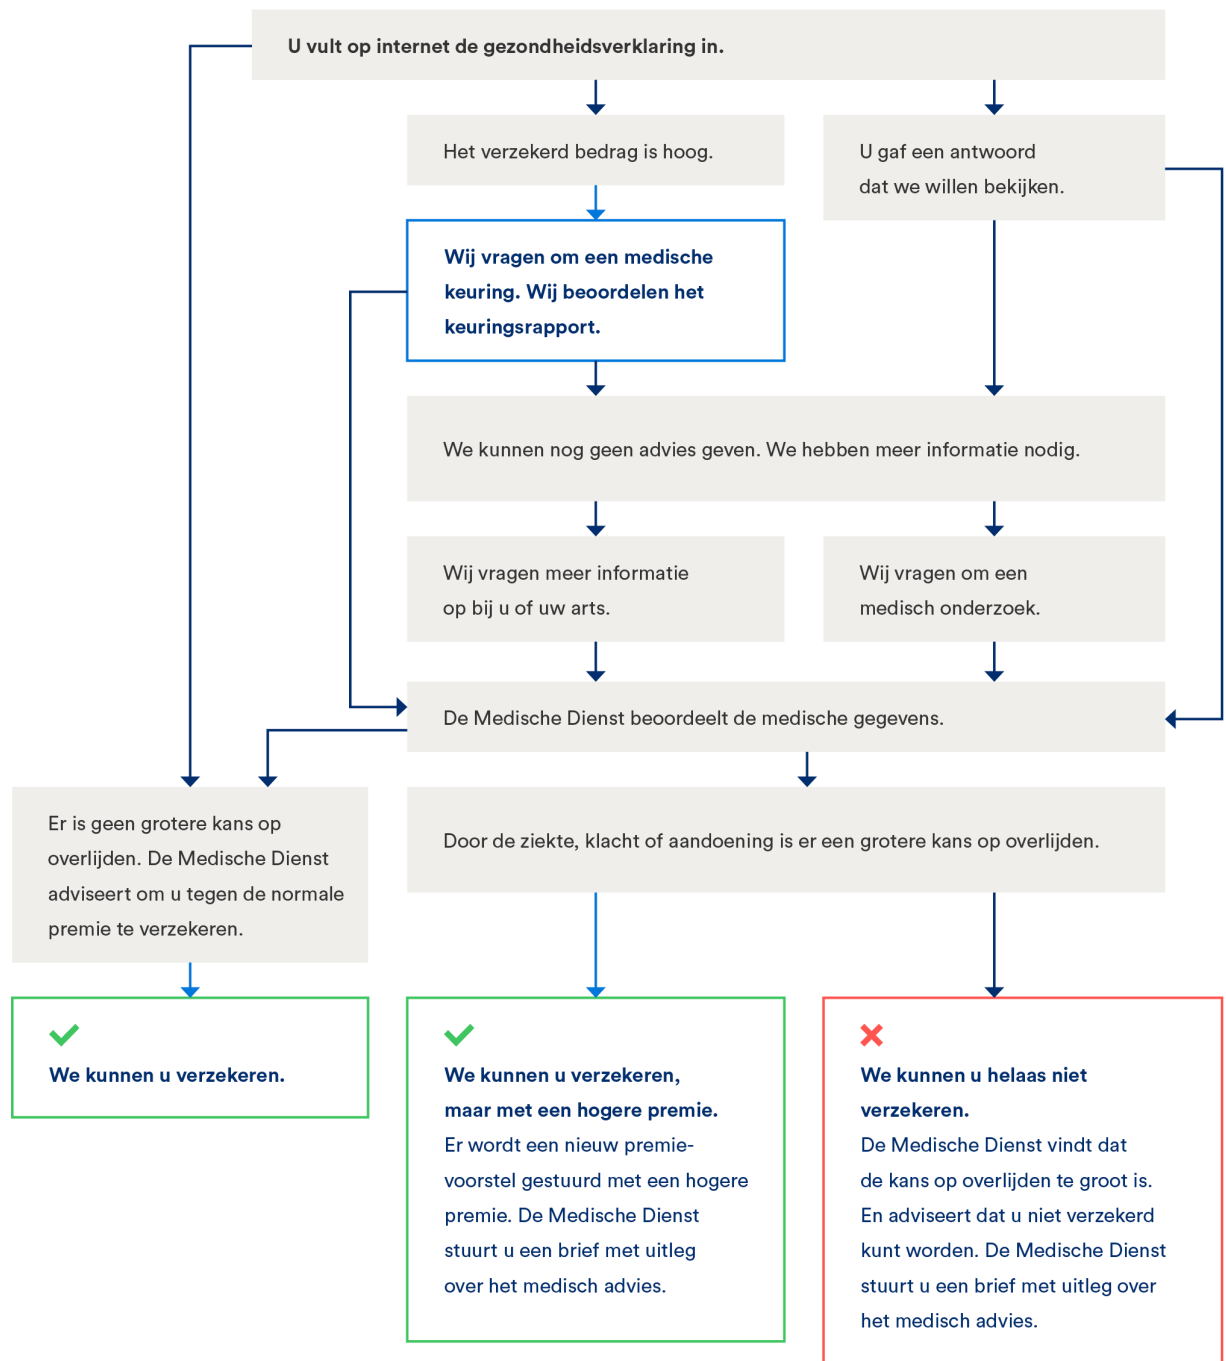 U vult op internet de gezondheidsverklaring in.
Het verzekerd bedrag is hoog.
U gaf een antwoord
dat we willen bekijken.
Wij vragen om een medische
keuring. Wij beoordelen het
keuringsrapport.
We kunnen nog geen advies geven. We hebben meer informatie nodig.
Wij vragen meer informatie
op bij u of uw arts.
Wij vragen om een
medisch onderzoek.
De Medische Dienst beoordeelt de medische gegevens.
Er is geen grotere kans op
overlijden. De Medische Dienst
adviseert om u tegen de normale
premie te verzekeren.
Door de ziekte, klacht of aandoening is er een grotere kans op overlijden.
We kunnen u verzekeren.
We kunnen u verzekeren,
maar met een hogere premie.
Er wordt een nieuw premie-
voorstel gestuurd met een hogere
premie. De Medische Dienst
stuurt u een brief met uitleg
over het medisch advies.
We kunnen u helaas niet
verzekeren.
De Medische Dienst vindt dat
de kans op overlijden te groot is.
En adviseert dat u niet verzekerd
kunt worden. De Medische Dienst
stuurt u een brief met uitleg over
het medisch advies.